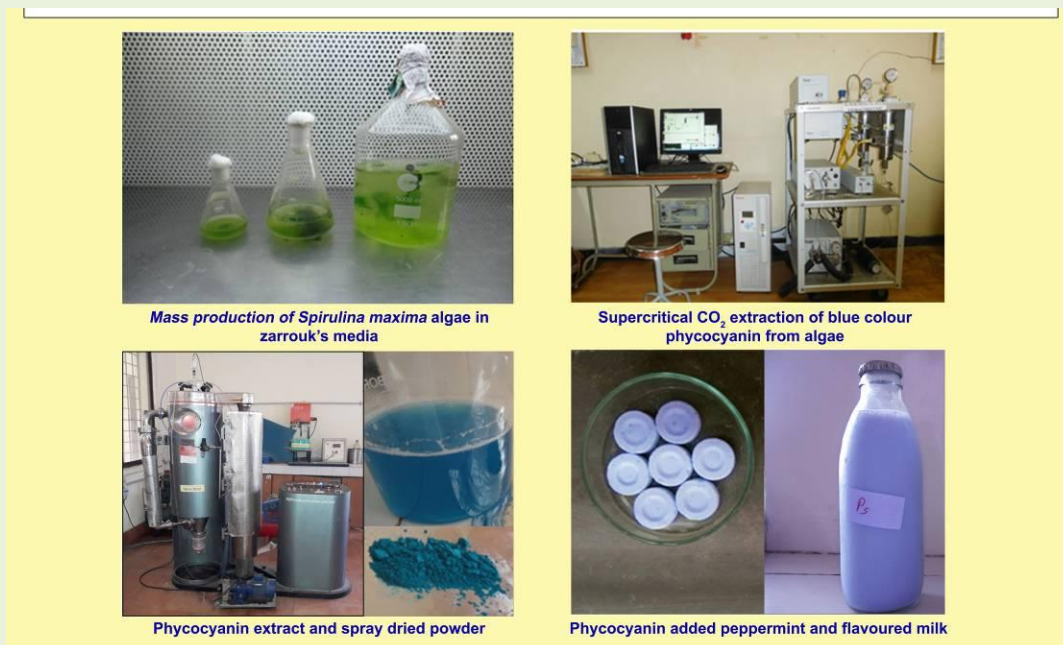 Mass production of Spirulina maxima algae in
zarrouk's media
Supercritical CO₂ extraction of blue colour
phycocyanin from algae
Phycocyanin extract and spray dried powder
P5
Phycocyanin added peppermint and flavoured milk